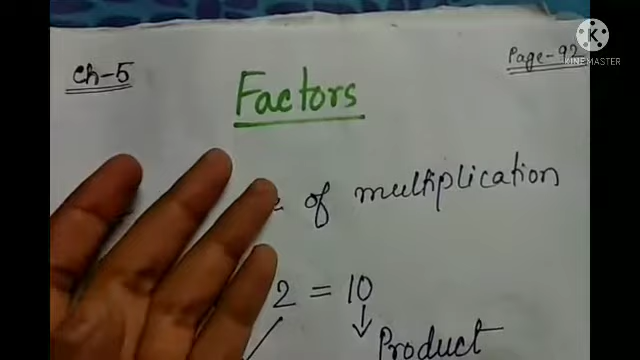 Ch-5
Page-92
KINEMASTER
Factors
of multiplication
2 = 10
Product